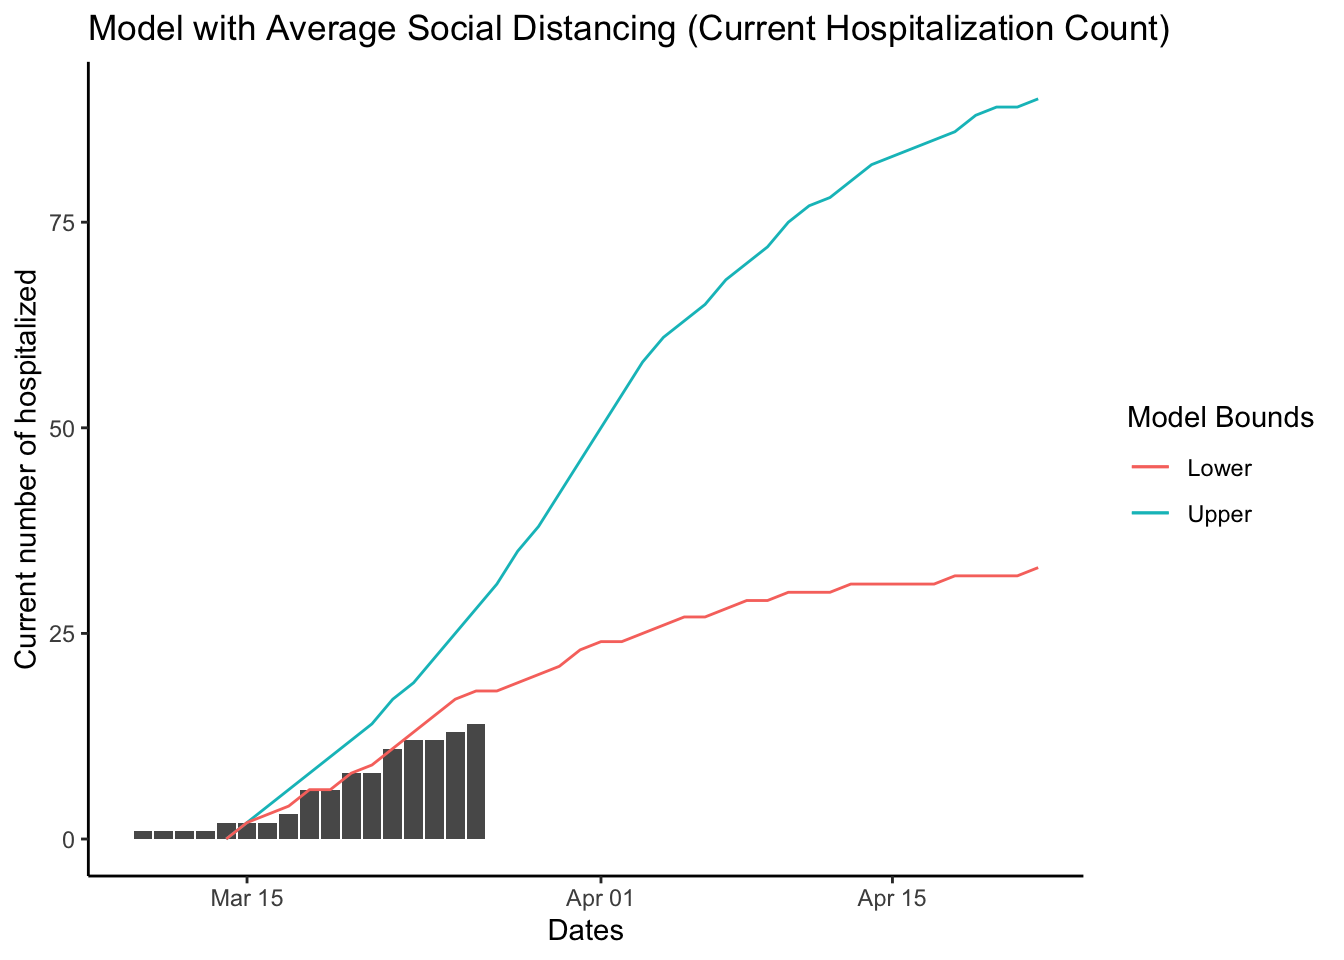 Model with Average Social Distancing (Current Hospitalization Count)
Current number of hospitalized
75
50
25
0
Mar 15
Apr 01
Apr 15
Dates
Model Bounds
Lower
Upper